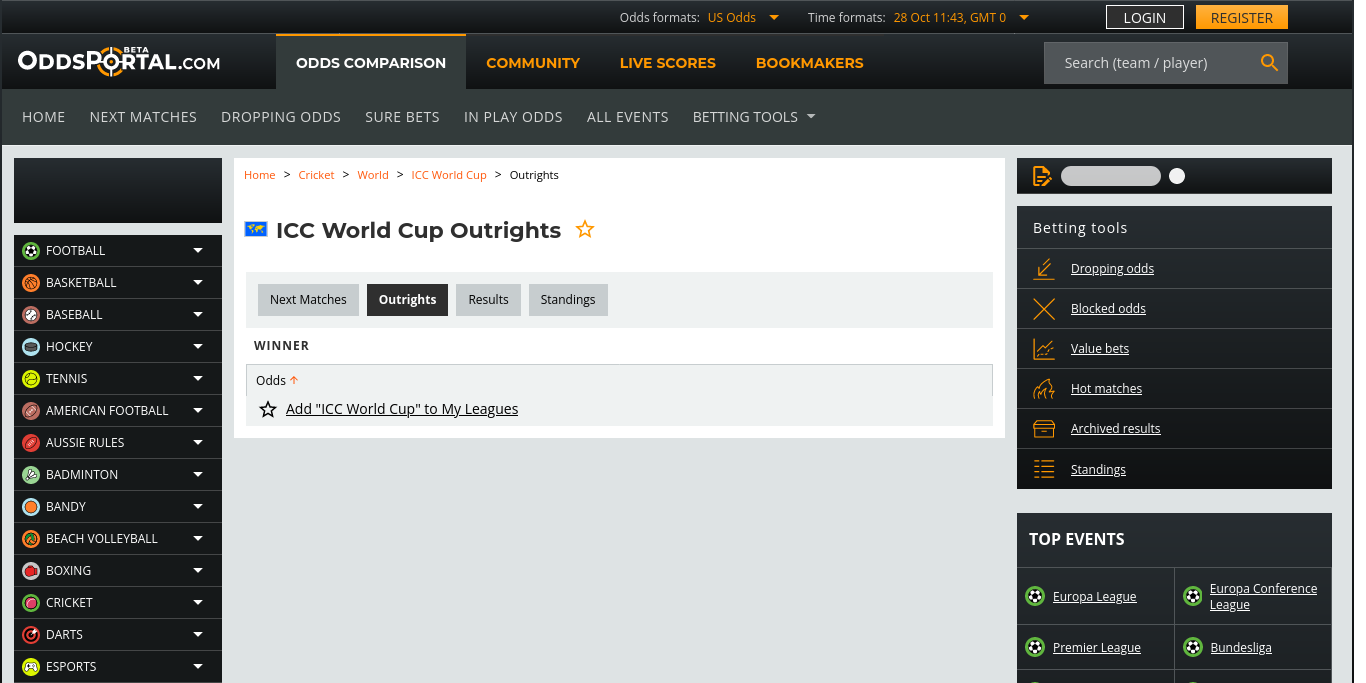 Odds formats: US Odds
Time formats: 28 Oct 11:43, GMT 0
LOGIN
REGISTER
ODDSPORTAL.COM
BETA
ODDS COMPARISON
COMMUNITY
LIVE SCORES
BOOKMAKERS
Search (team / player)
HOME
NEXT MATCHES
DROPPING ODDS
SURE BETS
IN PLAY ODDS
ALL EVENTS
BETTING TOOLS
FOOTBALL
BASKETBALL
BASEBALL
HOCKEY
TENNIS
AMERICAN FOOTBALL
AUSSIE RULES
BADMINTON
BANDY
BEACH VOLLEYBALL
BOXING
CRICKET
DARTS
ESPORTS
Home > Cricket > World > ICC World Cup > Outrights
ICC World Cup Outrights
Next Matches
Outrights
Results
Standings
WINNER
Odds
Add "ICC World Cup" to My Leagues
Betting tools
Dropping odds
Blocked odds
Value bets
Hot matches
Archived results
Standings
TOP EVENTS
Europa League
Europa Conference
League
Premier League
Bundesliga